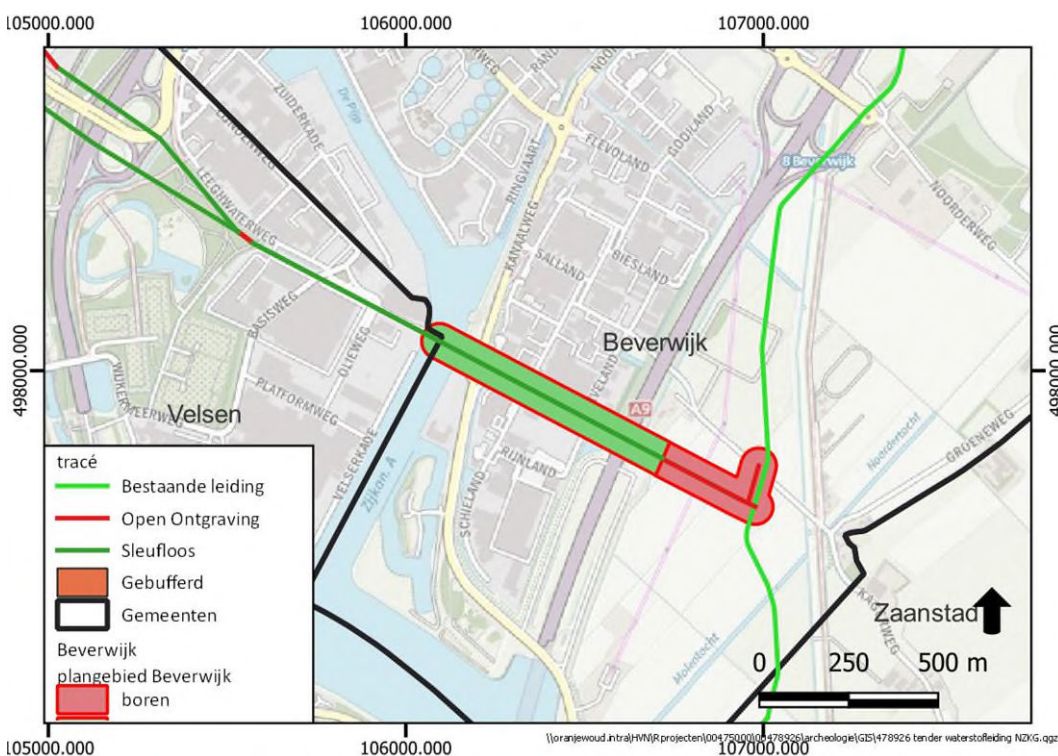 105000.000
106000.000
107000.000
498000.000
498000.000
ZUIDERKADE
De Pijp
NOORDERWEG
FLEVOLAND
GOOILAND
8 Beverwijk
RINGVAART
KANAALWEG
LEEGHWATERWEG
SALLAND
BIESLAND
BASISWEG
OLIEWEG
Beverwijk
PLATFORMWEG
Velsen
A9
Noordertocht
GROENEWEG
RIJNLAND
VELSERKADE
Zijkan. A
SCHIELAND
Molentocht
KAGERWEG
Zaanstad
tracé
Bestaande leiding
Open Ontgraving
Sleufloos
Gebufferd
Gemeenten
Beverwijk
plangebied Beverwijk
boren
0 250 500 m
105000.000
106000.000
107000.000